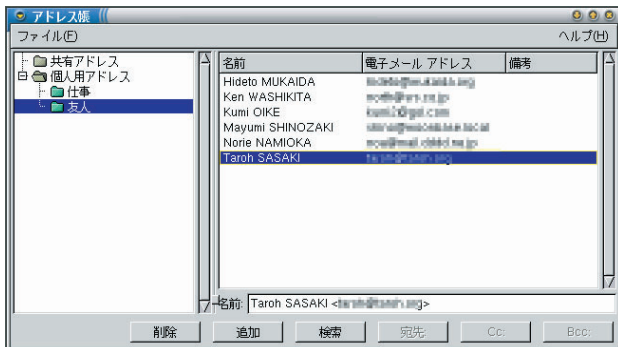 アドレス帳
ファイル(F) ヘルプ(H)
共有アドレス
個人用アドレス
仕事
友人
名前 電子メール アドレス 備考
Hideto MUKAIDA
Ken WASHIKITA
Kumi OIKE
Mayumi SHINOZAKI
Norie NAMIOKA
Taroh SASAKI
名前: Taroh SASAKI
削除 追加 検索 宛先: Cc: Bcc: